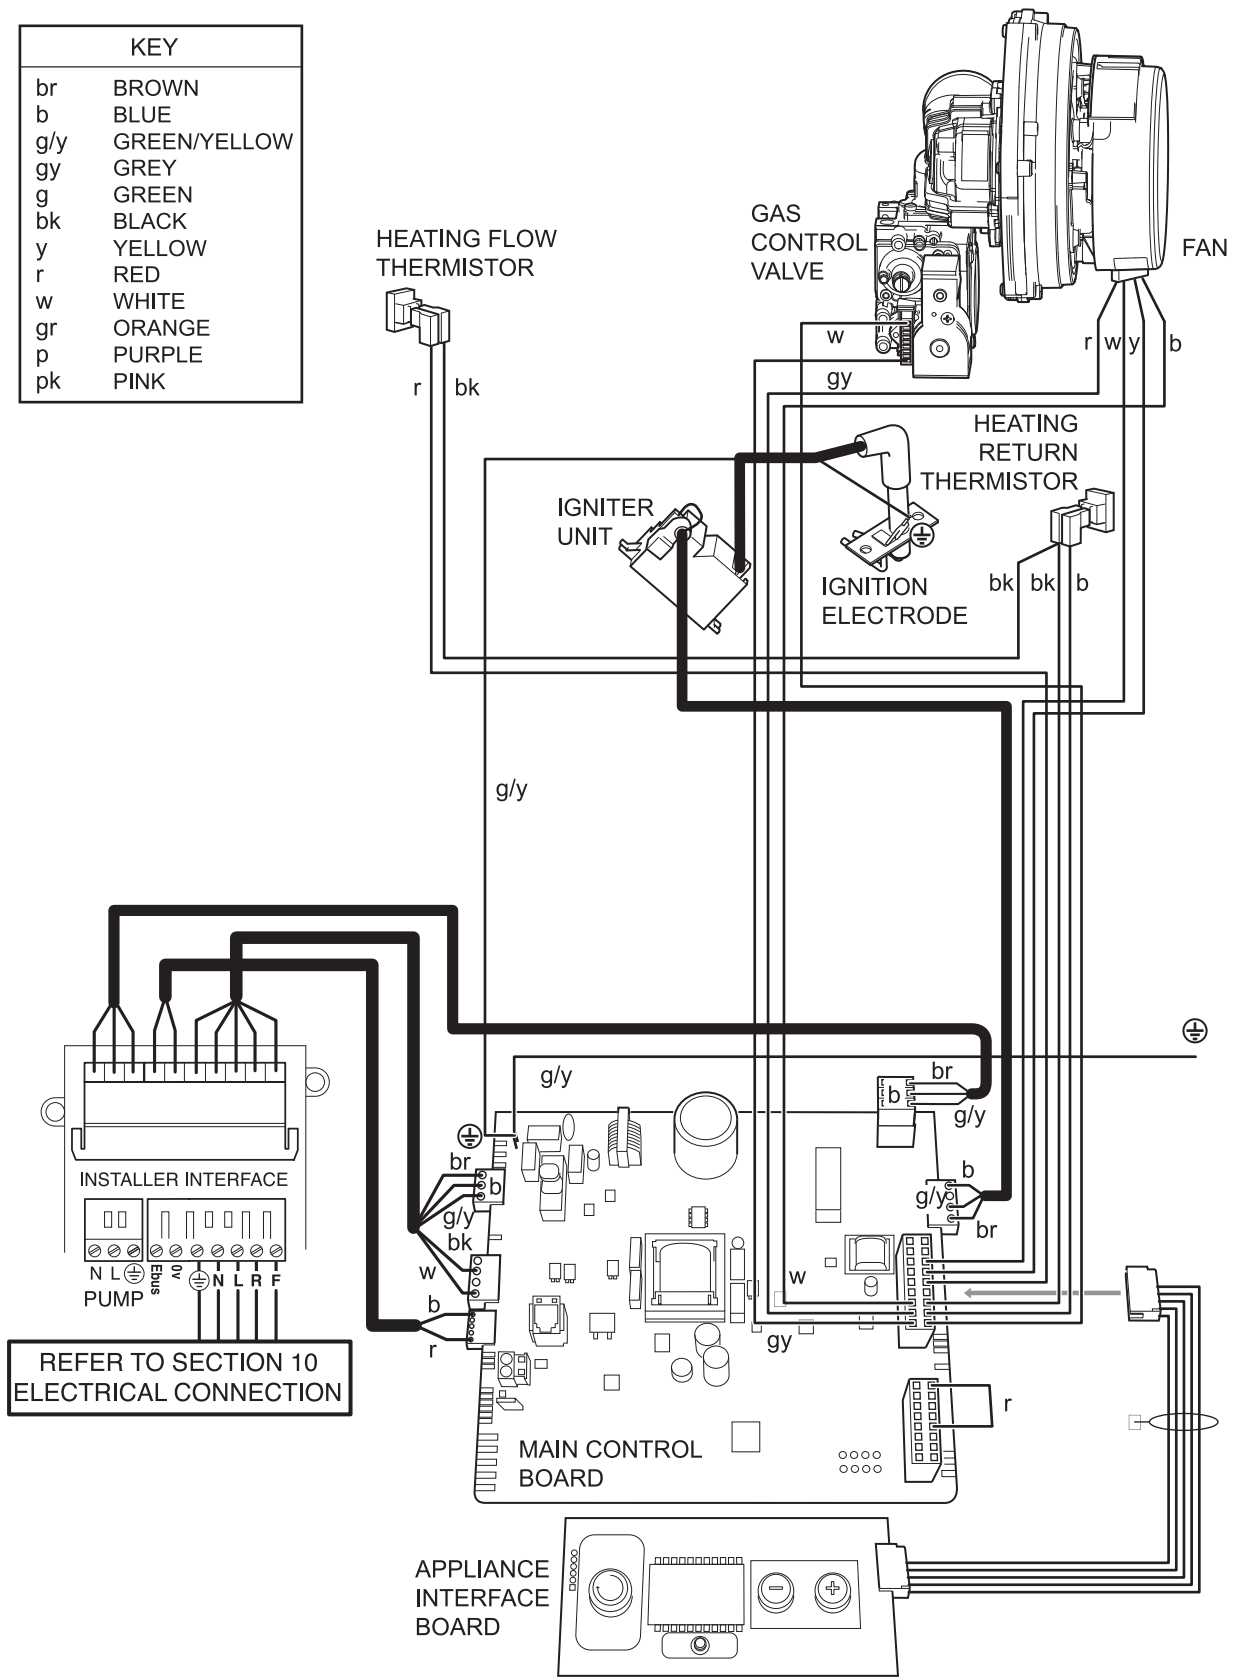 KEY
br BROWN
b BLUE
g/y GREEN/YELLOW
gy GREY
g GREEN
bk BLACK
y YELLOW
r RED
w WHITE
gr ORANGE
p PURPLE
pk PINK
HEATING FLOW
THERMISTOR
r bk
GAS
CONTROL
VALVE
FAN
w
gy
r w y b
HEATING
RETURN
THERMISTOR
IGNITER
UNIT
IGNITION
ELECTRODE
bk bk b
g/y
g/y
br
b
g/y
br
b
g/y
bk
w
b
r
b
g/y
br
w
gy
r
INSTALLER INTERFACE
N L
PUMP
Ebus
0v
N L R F
REFER TO SECTION 10
ELECTRICAL CONNECTION
MAIN CONTROL
BOARD
APPLIANCE
INTERFACE
BOARD